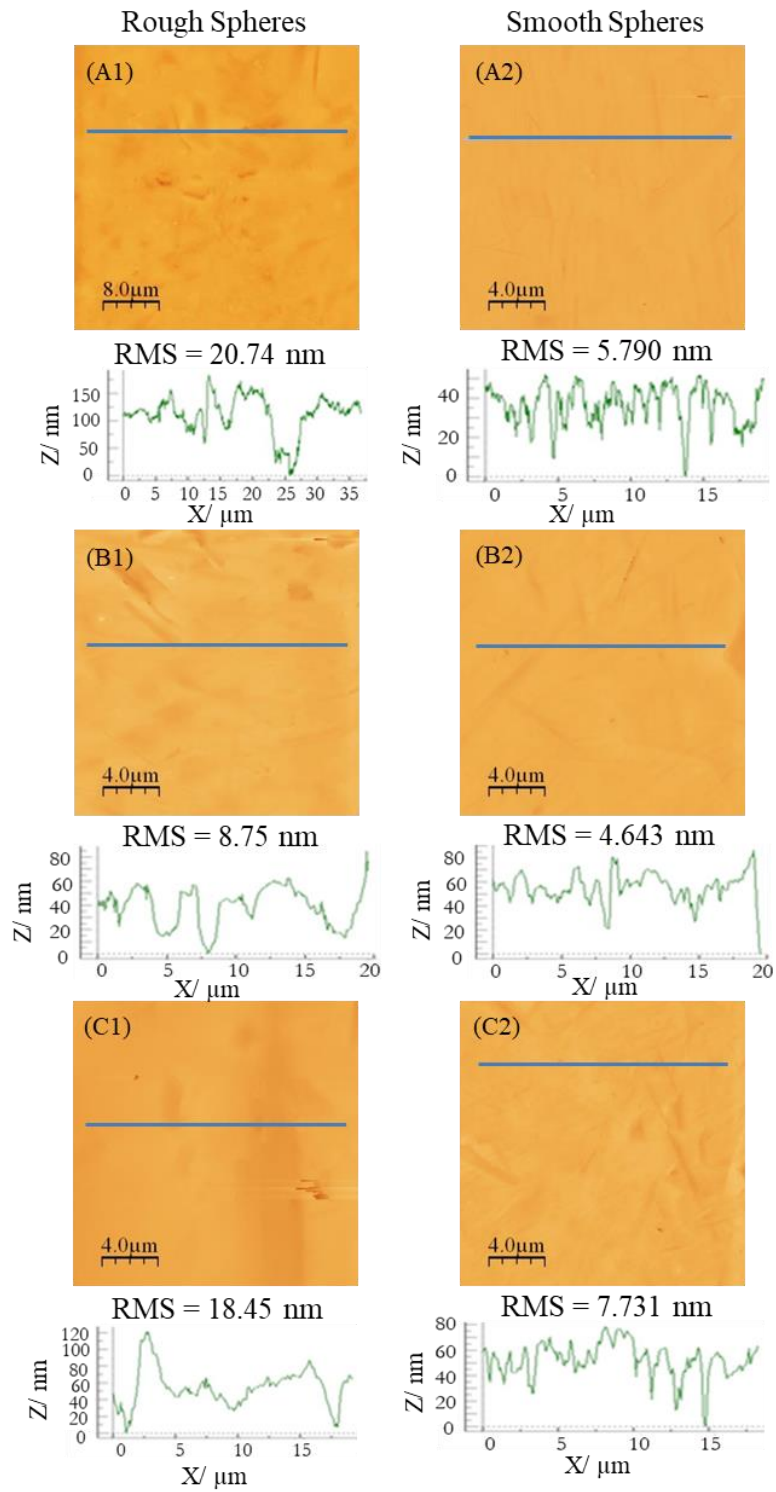 Rough Spheres
Smooth Spheres
(A1)
(A2)
8.0µm
4.0µm
RMS = 20.74 nm
RMS = 5.790 nm
Z/ nm
150
100
50
0
0 5 10 15 20 25 30 35
X/ µm
Z/ nm
40
20
0
0 5 10 15
X/ µm
(B1)
(B2)
4.0µm
4.0µm
RMS = 8.75 nm
RMS = 4.643 nm
Z/ nm
80
60
40
20
0
0 5 10 15 20
X/ µm
Z/ nm
80
60
40
20
0
0 5 10 15 20
X/ µm
(C1)
(C2)
4.0µm
4.0µm
RMS = 18.45 nm
RMS = 7.731 nm
Z/ nm
120
100
80
60
40
20
0
0 5 10 15
X/ µm
Z/ nm
80
60
40
20
0
0 5 10 15
X/ µm